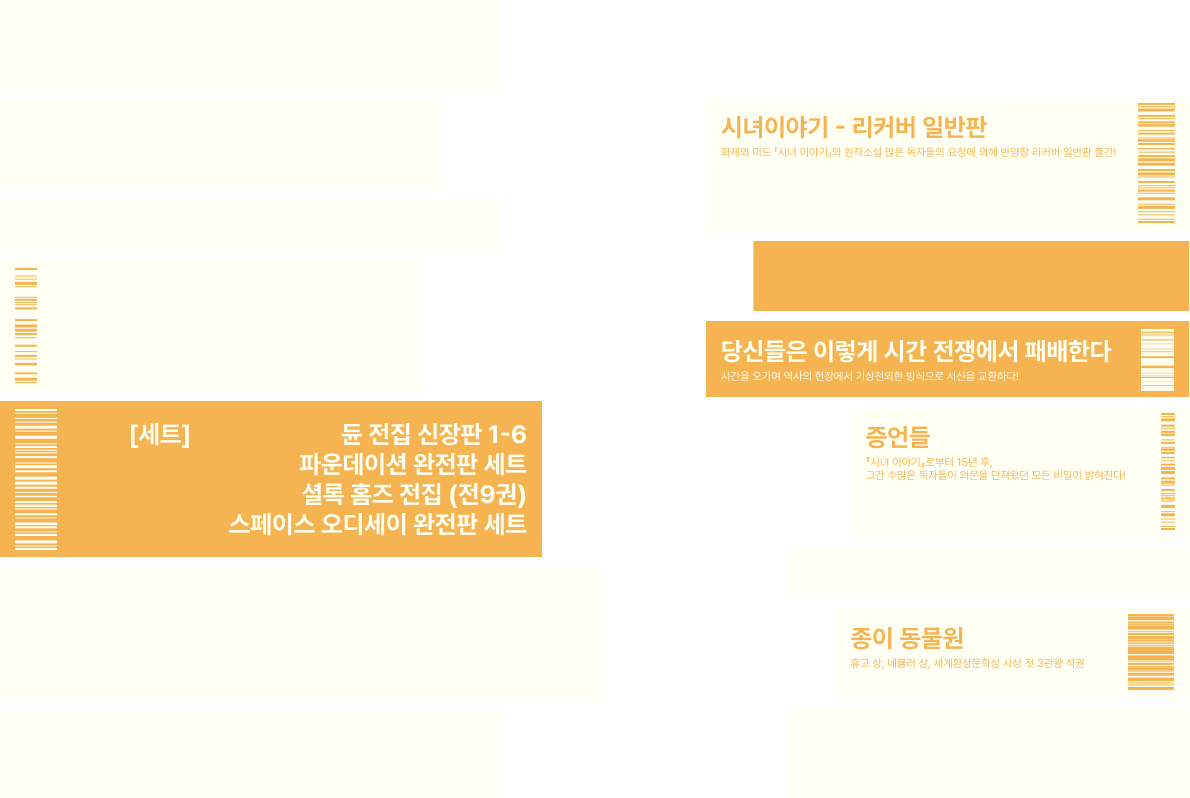 [세트]
듄 전집 신장판 1-6
파운데이션 완전판 세트
셜록 홈즈 전집 (전9권)
스페이스 오디세이 완전판 세트
시녀이야기 - 리커버 일반판
화제의 미드 「시녀 이야기」의 원작소설 많은 독자들의 요청에 의해 반양장 리커버 일반판 출간!
당신들은 이렇게 시간 전쟁에서 패배한다
시간을 오가며 역사의 현장에서 기상천외한 방식으로 서신을 교환하다!
증언들
『시녀 이야기』로부터 15년 후,
그간 수많은 독자들이 의문을 던져왔던 모든 비밀이 밝혀진다!
종이 동물원
휴고 상, 네뷸러 상, 세계환상문학상 사상 첫 3관왕 석권